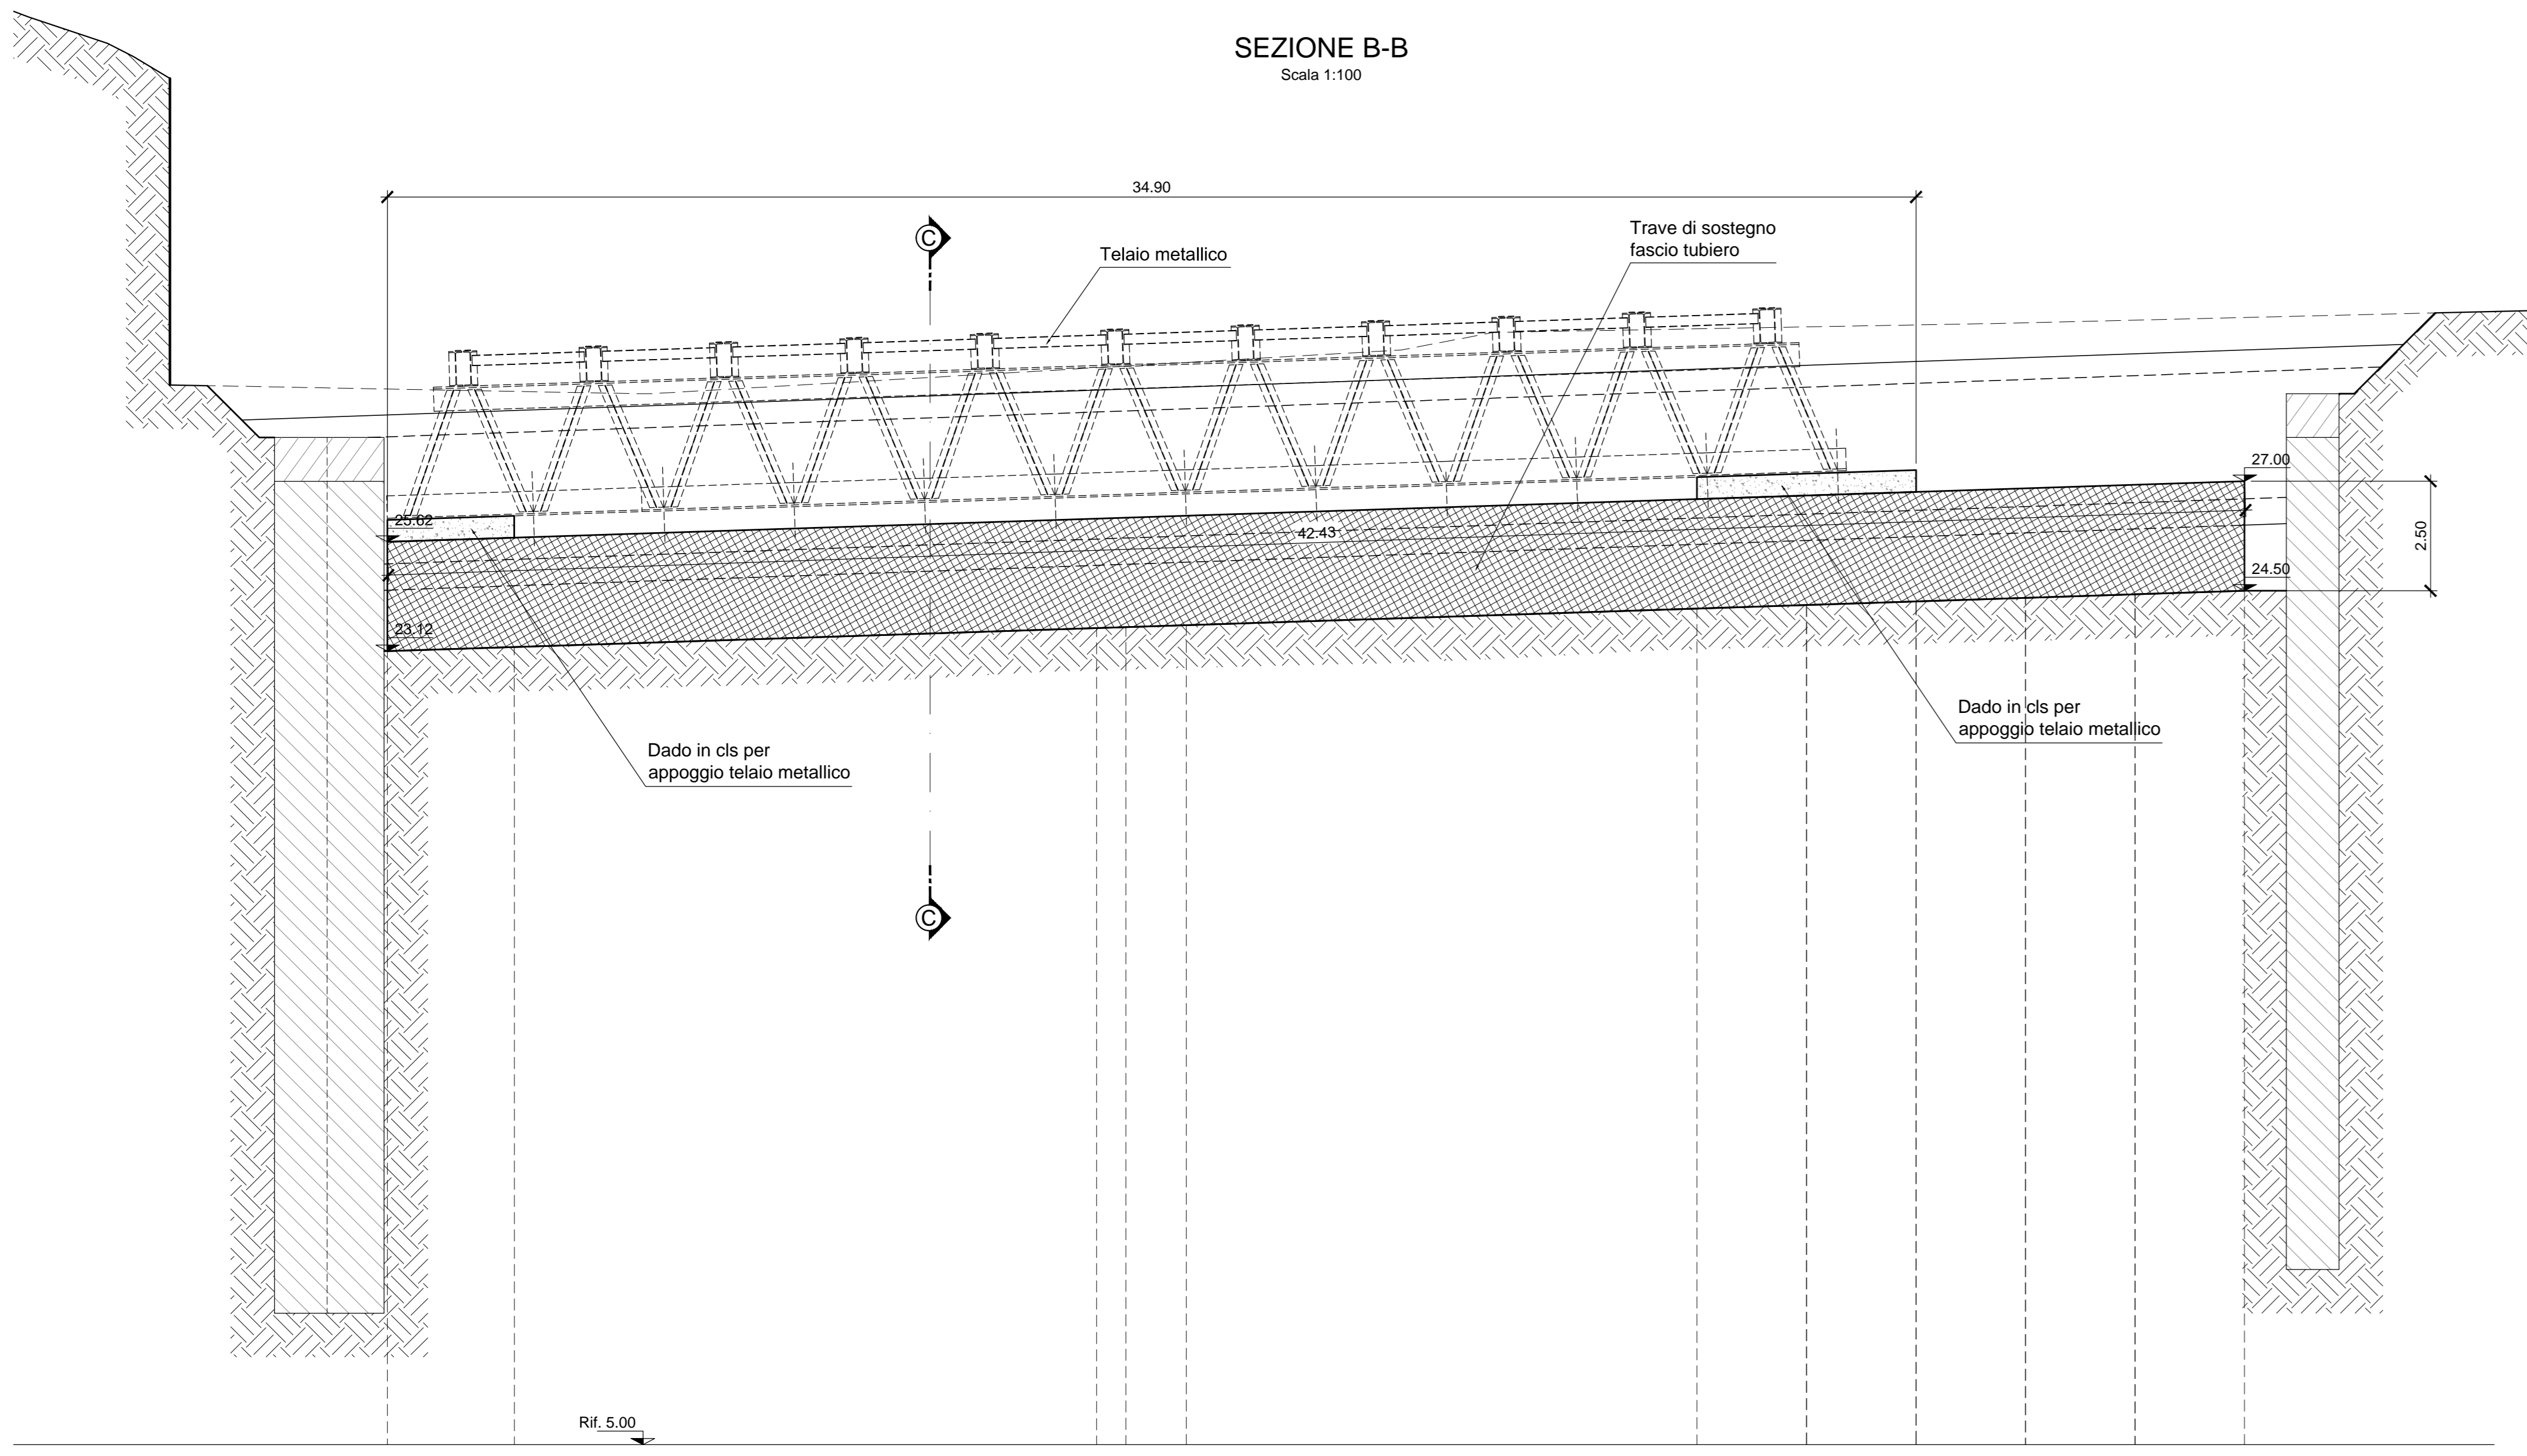 SEZIONE B-B
Scala 1:100
34.90
C
Trave di sostegno
fascio tubiero
Telaio metallico
27.00
25.62
42.43
2.50
24.50
23.12
Dado in cls per
appoggio telaio metallico
Dado in cls per
appoggio telaio metallico
C
Rif. 5.00